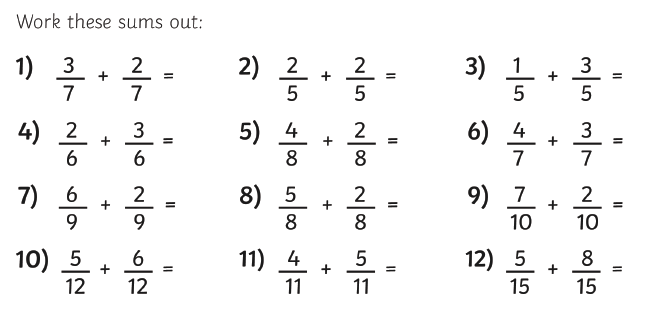 Work these sums out:
1) 3/7 + 2/7 = 2) 2/5 + 2/5 = 3) 1/5 + 3/5 =
4) 2/6 + 3/6 = 5) 4/8 + 2/8 = 6) 4/7 + 3/7 =
7) 6/9 + 2/9 = 8) 5/8 + 2/8 = 9) 7/10 + 2/10 =
10) 5/12 + 6/12 = 11) 4/11 + 5/11 = 12) 5/15 + 8/15 =